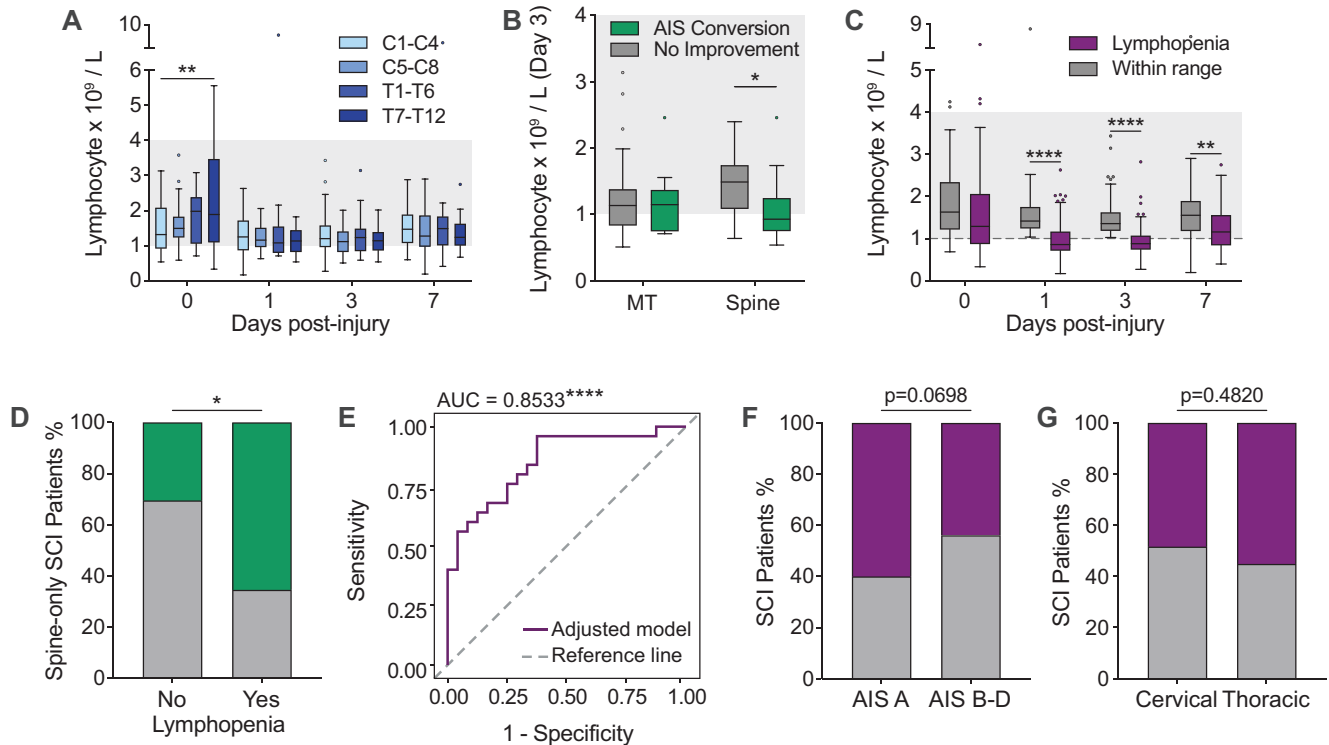 A
Lymphocyte x 10⁹ / L
10
6
5
4
3
2
1
0
**
C1-C4
C5-C8
T1-T6
T7-T12
0 1 3 7
Days post-injury
B
Lymphocyte x 10⁹ / L (Day 3)
4
3
2
1
0
AIS Conversion
No Improvement
*
MT Spine
C
Lymphocyte x 10⁹ / L
9
5
4
3
2
1
0
Lymphopenia
Within range
****
****
**
0 1 3 7
Days post-injury
D
Spine-only SCI Patients %
100
80
60
40
20
0
*
No Yes
Lymphopenia
E
AUC = 0.8533****
Sensitivity
1.00
0.75
0.50
0.25
0.00
Adjusted model
Reference line
0.00 0.25 0.50 0.75 1.00
1 - Specificity
F
SCI Patients %
100
80
60
40
20
0
p=0.0698
AIS A AIS B-D
G
SCI Patients %
100
80
60
40
20
0
p=0.4820
Cervical Thoracic